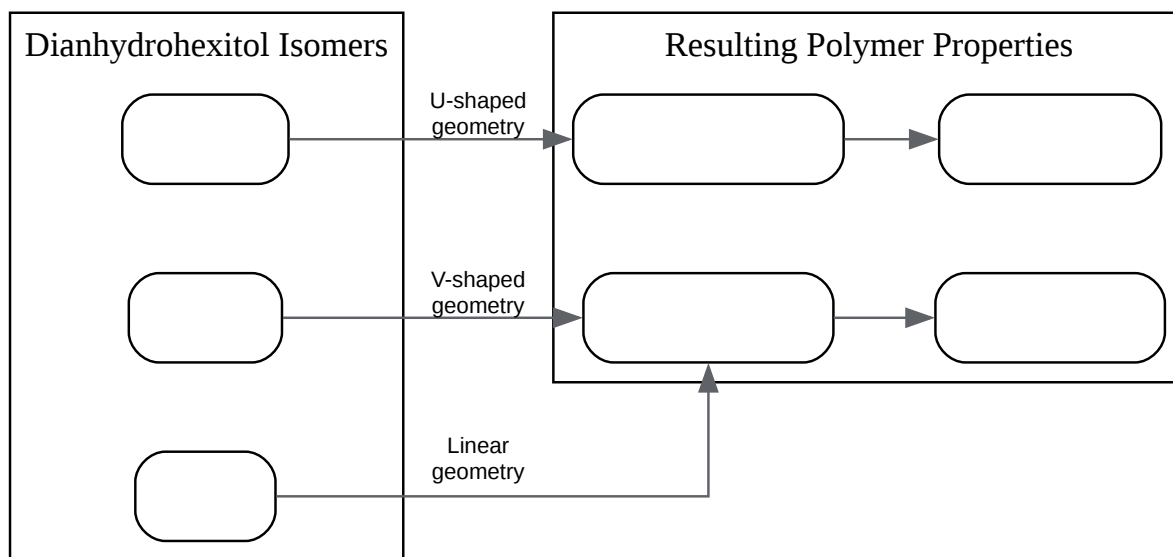 Dianhydrohexitol Isomers
Resulting Polymer Properties
U-shaped
geometry
V-shaped
geometry
Linear
geometry